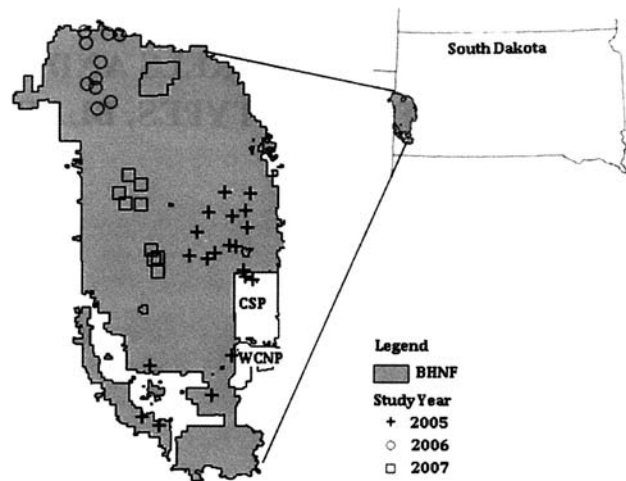 South Dakota
CSP
WCNP
Legend
BHNF
Study Year
+ 2005
○ 2006
□ 2007